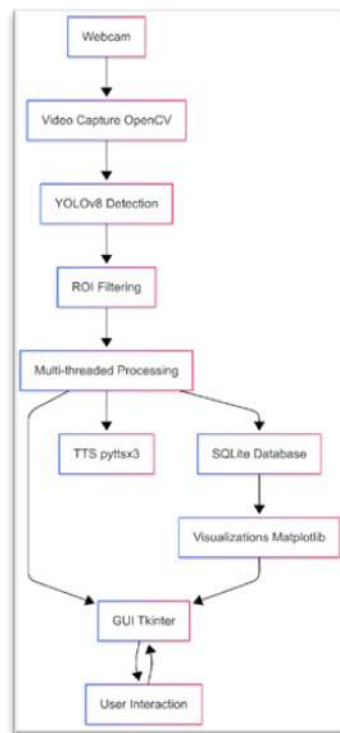 Webcam
Video Capture OpenCV
YOLOv8 Detection
ROI Filtering
Multi-threaded Processing
TTS pyttsx3
SQLite Database
Visualizations Matplotlib
GUI Tkinter
User Interaction